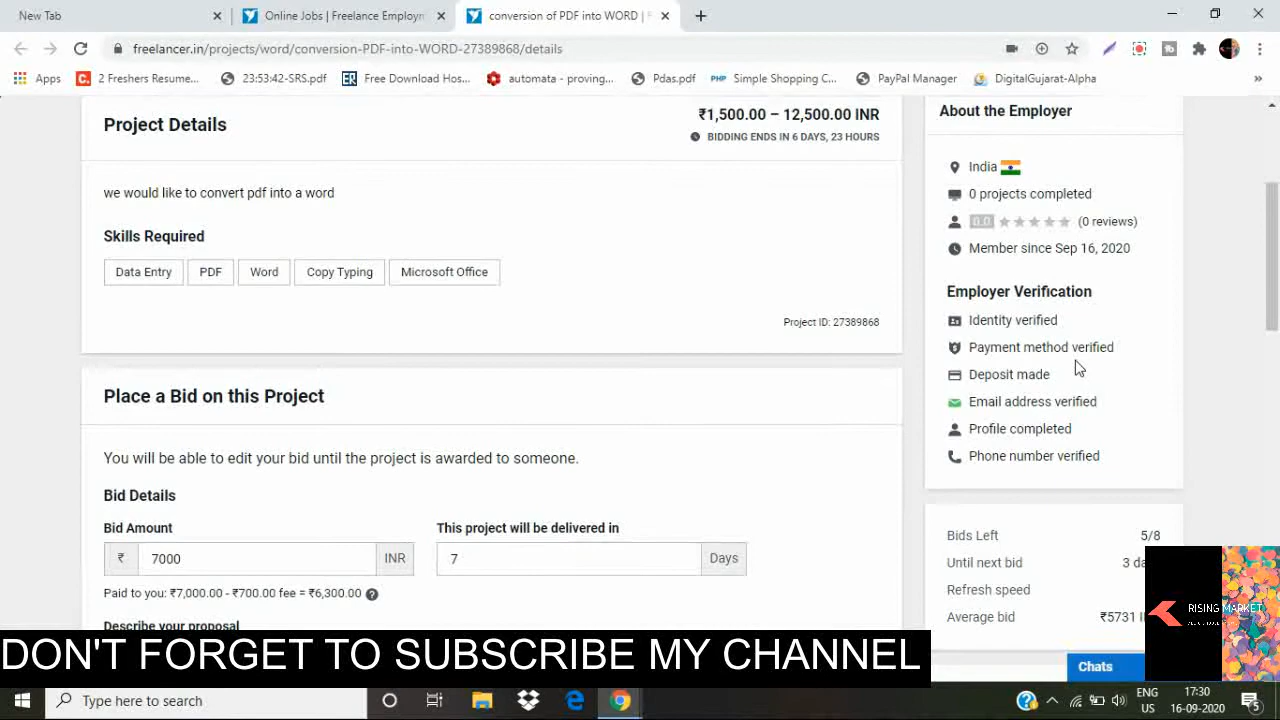 New Tab
Online Jobs | Freelance Employm
conversion of PDF into WORD | F
freelancer.in/projects/word/conversion-PDF-into-WORD-27389868/details
Apps
2 Freshers Resume...
23:53:42-SRS.pdf
Free Download Hos...
automata - proving...
Pdas.pdf
PHP
Simple Shopping C...
PayPal Manager
DigitalGujarat-Alpha
»
Project Details
₹1,500.00 – 12,500.00 INR
BIDDING ENDS IN 6 DAYS, 23 HOURS
we would like to convert pdf into a word
Skills Required
Data Entry
PDF
Word
Copy Typing
Microsoft Office
Project ID: 27389868
Place a Bid on this Project
You will be able to edit your bid until the project is awarded to someone.
Bid Details
Bid Amount
₹ 7000 INR
This project will be delivered in
7 Days
Paid to you: ₹7,000.00 - ₹700.00 fee = ₹6,300.00
Describe your proposal
About the Employer
India
0 projects completed
0.0 (0 reviews)
Member since Sep 16, 2020
Employer Verification
Identity verified
Payment method verified
Deposit made
Email address verified
Profile completed
Phone number verified
Bids Left 5/8
Until next bid 3 da
Refresh speed
Average bid ₹5731
Chats
RISING MARKET
DON'T FORGET TO SUBSCRIBE MY CHANNEL
Type here to search
ENG
US
17:30
16-09-2020
5